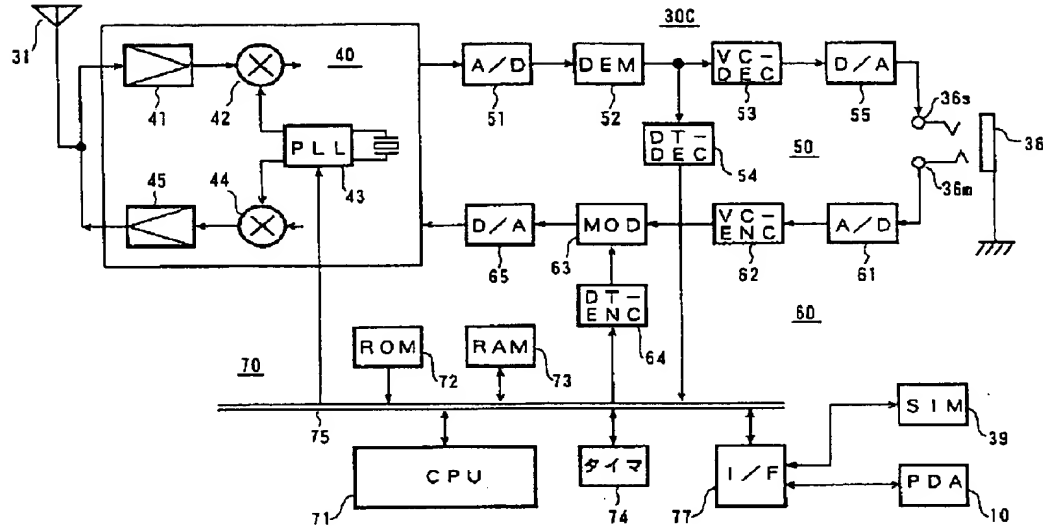 31
30C
40
41
42
PLL
43
45
44
A/D
51
DEM
52
VC-
DEC
53
D/A
55
36s
DT-
DEC
54
50
38
36m
D/A
65
MOD
63
VC-
ENC
62
A/D
61
DT-
ENC
64
60
70
ROM
72
RAM
73
75
CPU
71
タイマ
74
I/F
77
SIM
39
PDA
10